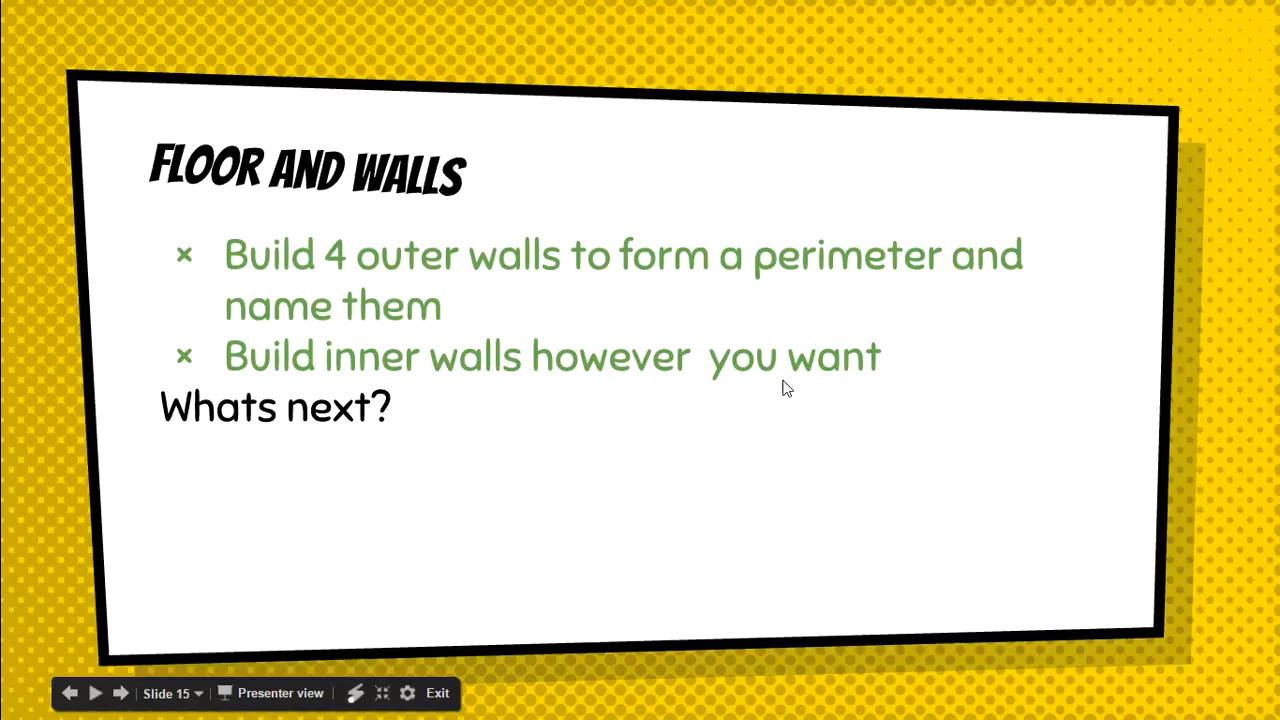 FLOOR AND WALLS
× Build 4 outer walls to form a perimeter and
name them
× Build inner walls however you want
Whats next?
Slide 15 Presenter view Exit